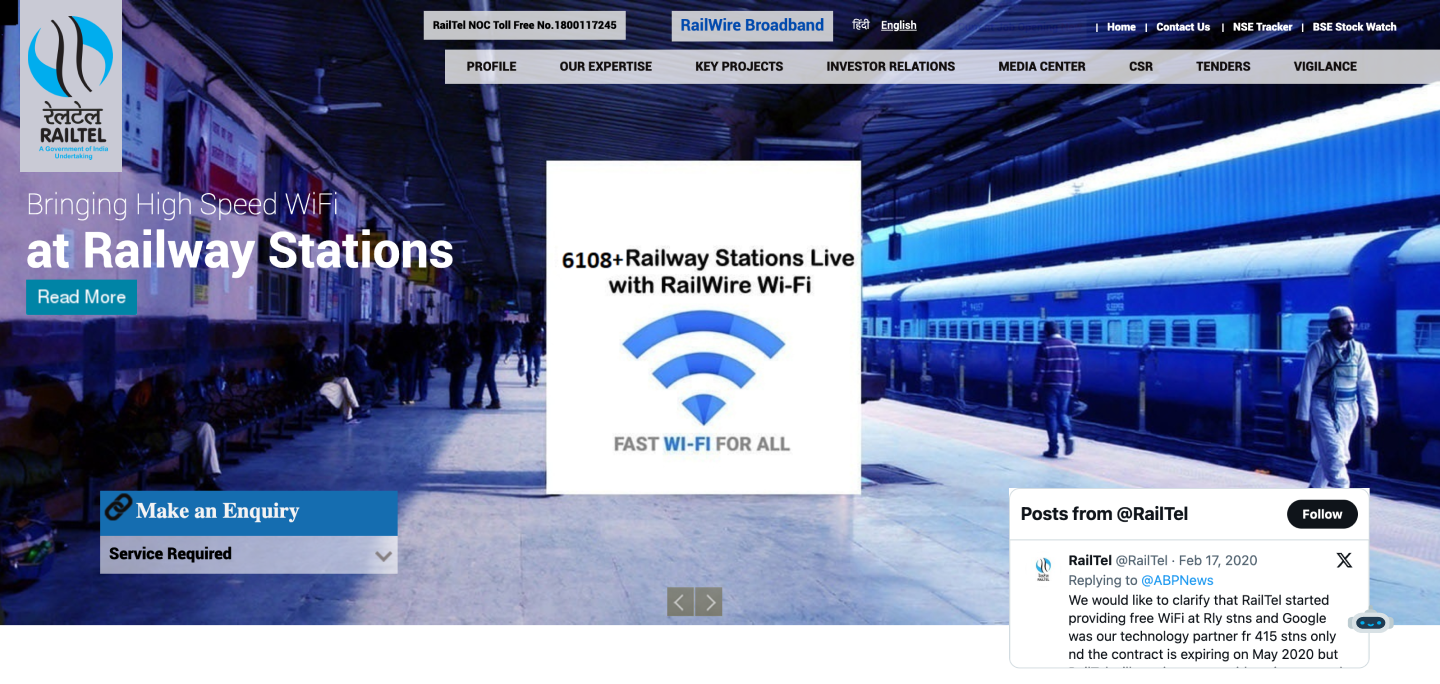 RailTel NOC Toll Free No.1800117245
RailWire Broadband
हिंदी English
| Home | Contact Us | NSE Tracker | BSE Stock Watch
PROFILE OUR EXPERTISE KEY PROJECTS INVESTOR RELATIONS MEDIA CENTER CSR TENDERS VIGILANCE
रेलटेल
RAILTEL
A Government of India
Undertaking
Bringing High Speed WiFi
at Railway Stations
Read More
6108+Railway Stations Live
with RailWire Wi-Fi
FAST WI-FI FOR ALL
Make an Enquiry
Service Required
Posts from @RailTel
Follow
RailTel @RailTel · Feb 17, 2020
Replying to @ABPNews
We would like to clarify that RailTel started
providing free WiFi at Rly stns and Google
was our technology partner fr 415 stns only
nd the contract is expiring on May 2020 but